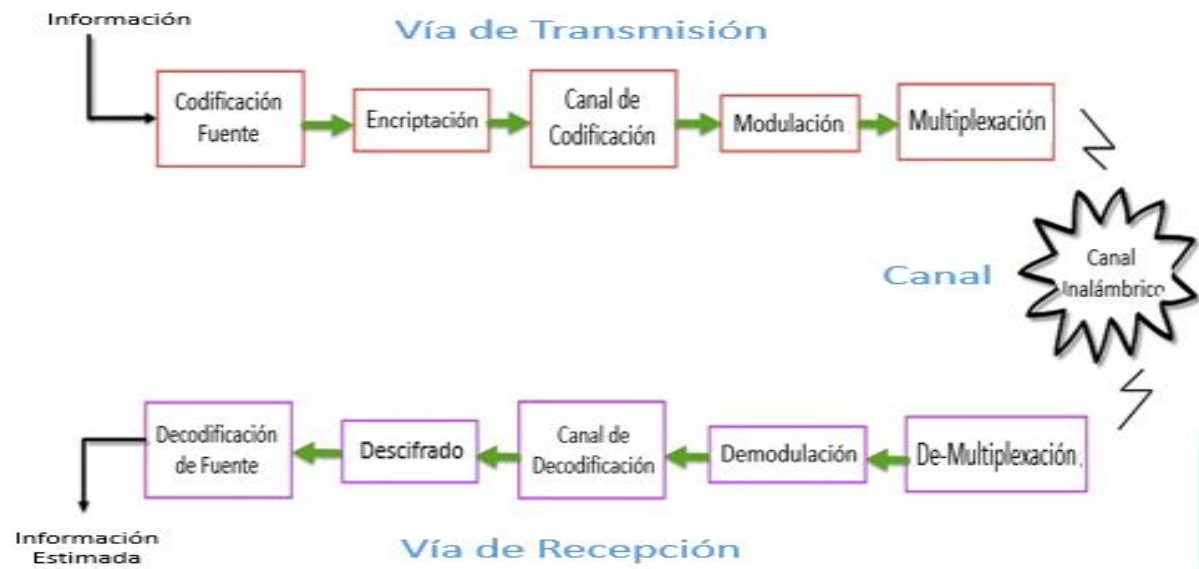 Información
Vía de Transmisión
Codificación
Fuente
Encriptación
Canal de
Codificación
Modulación
Multiplexación
Canal
Canal
Inalámbrico
Decodificación
de Fuente
Descifrado
Canal de
Decodificación
Demodulación
De-Multiplexación.
Información
Estimada
Vía de Recepción